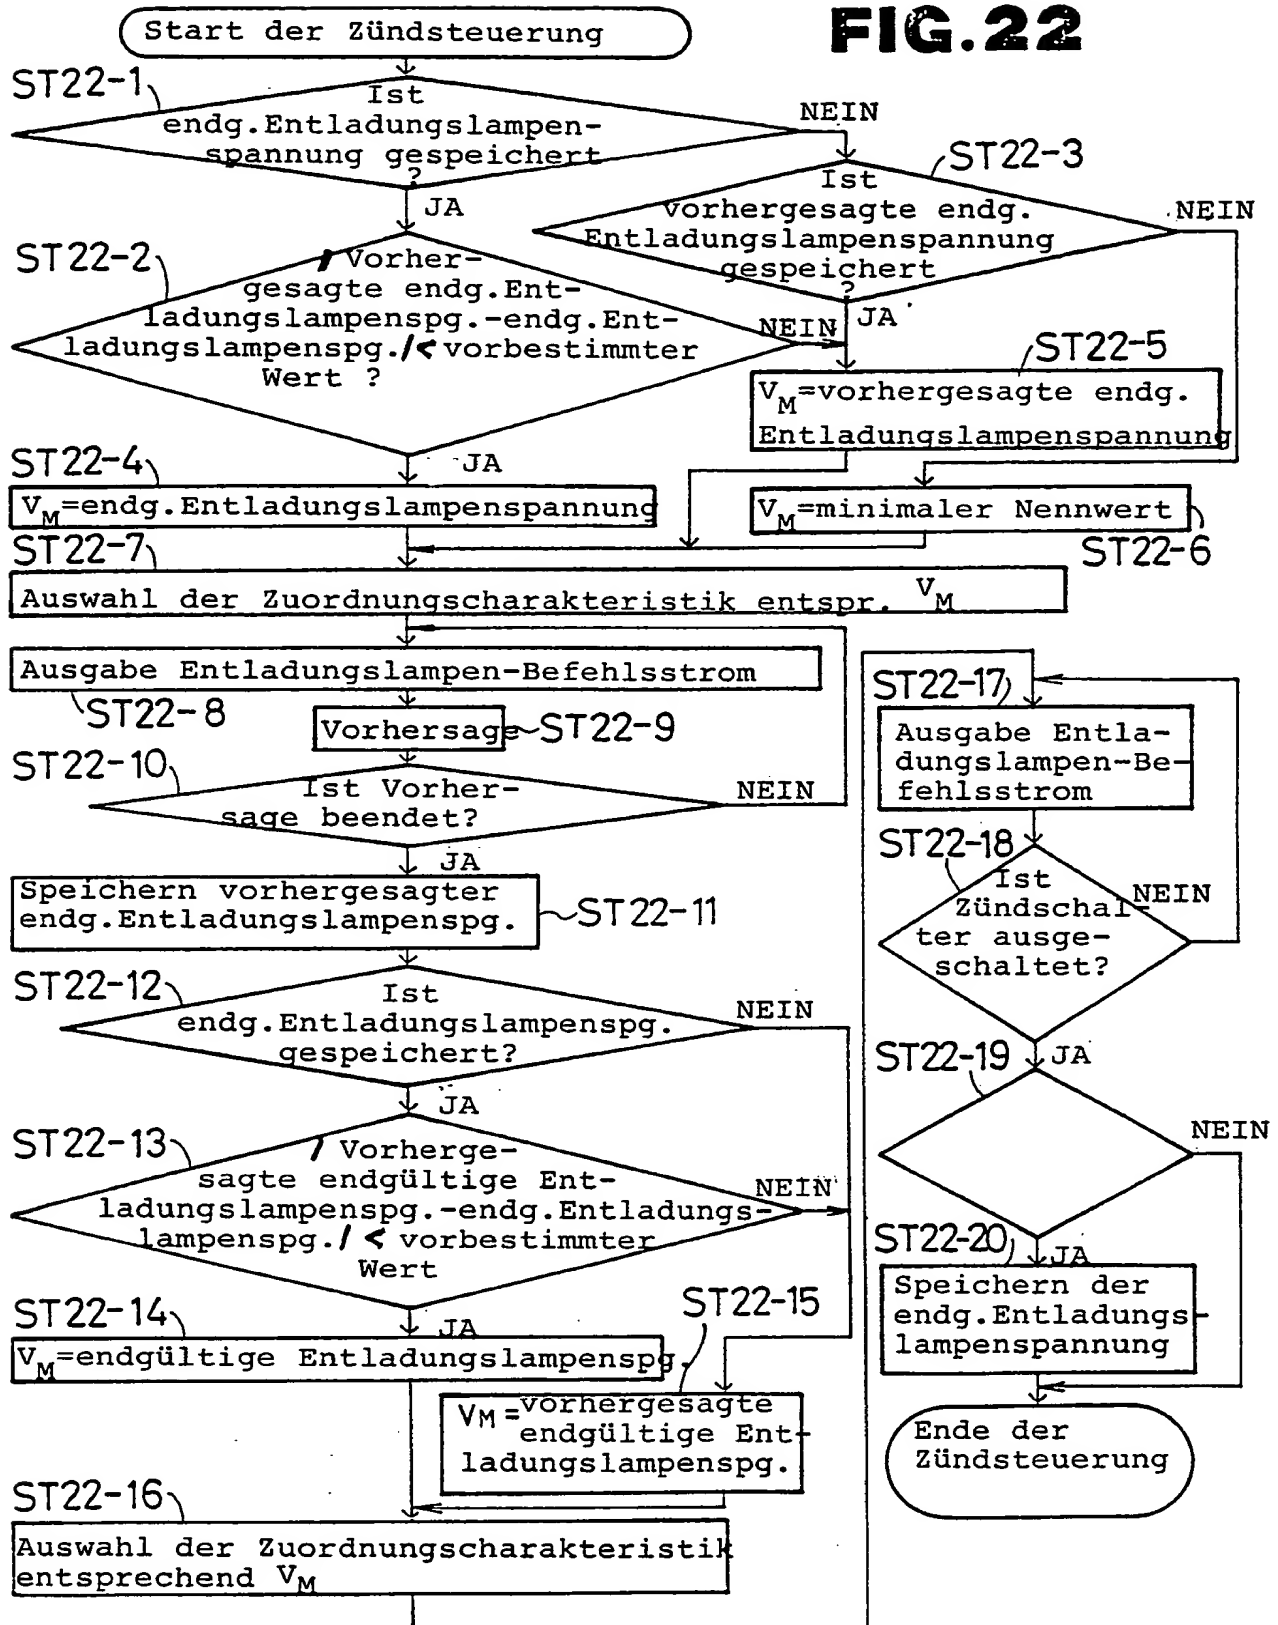 FIG.22
Start der Zündsteuerung
ST22-1
Ist
endg.Entladungslampen-
spannung gespeichert
?
NEIN
JA
ST22-3
Ist
vorhergesagte endg.
Entladungslampenspannung
gespeichert
?
NEIN
JA
ST22-2
/ Vorher-
gesagte endg.Ent-
ladungslampenspg.-endg.Ent-
ladungslampenspg./< vorbestimmter
Wert ?
NEIN
JA
ST22-5
VM=vorhergesagte endg.
Entladungslampenspannung
ST22-4
VM=endg.Entladungslampenspannung
VM=minimaler Nennwert
ST22-6
ST22-7
Auswahl der Zuordnungscharakteristik entspr. VM
Ausgabe Entladungslampen-Befehlsstrom
ST22-8
Vorhersage
ST22-9
ST22-10
Ist Vorher-
sage beendet?
NEIN
JA
Speichern vorhergesagter
endg.Entladungslampenspg.
ST22-11
ST22-12
Ist
endg.Entladungslampenspg.
gespeichert?
NEIN
JA
ST22-13
/ Vorherge-
sagte endgültige Ent-
ladungslampenspg.-endg.Entladungs-
lampenspg./ < vorbestimmter
Wert
NEIN
JA
ST22-14
VM=endgültige Entladungslampenspg.
ST22-15
VM=vorhergesagte
endgültige Ent-
ladungslampenspg.
ST22-16
Auswahl der Zuordnungscharakteristik
entsprechend VM
ST22-17
Ausgabe Entla-
dungslampen-Be-
fehlsstrom
ST22-18
Ist
Zündschal-
ter ausge-
schaltet?
NEIN
JA
ST22-19
NEIN
JA
ST22-20
Speichern der
endg.Entladungs-
lampenspannung
Ende der
Zündsteuerung